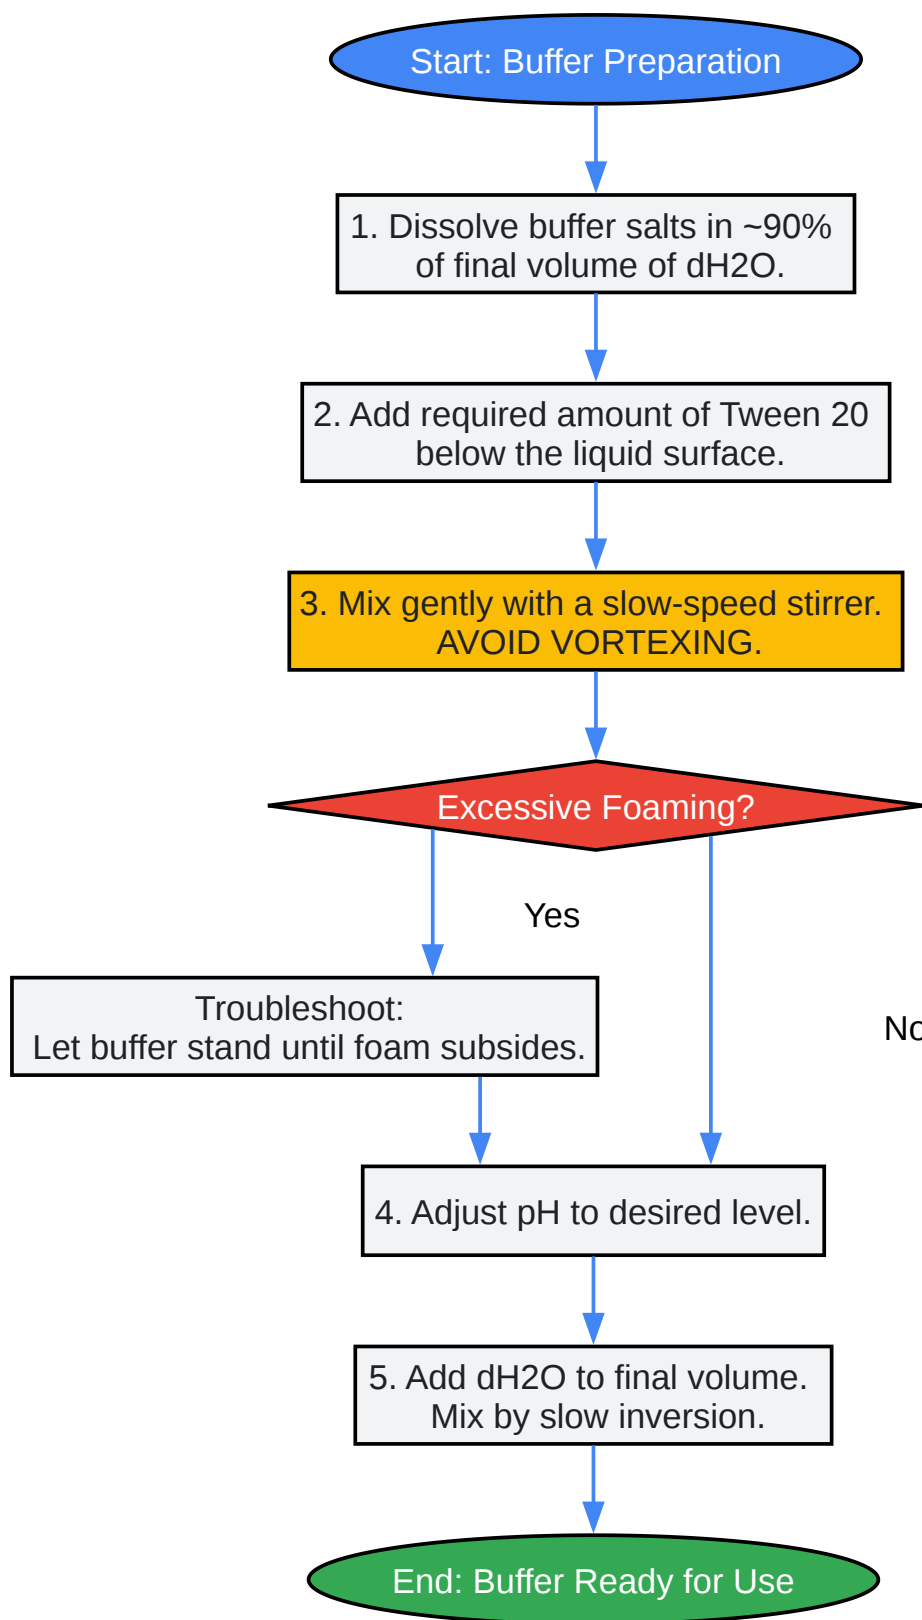 Start: Buffer Preparation
1. Dissolve buffer salts in ~90%
of final volume of dH2O.
2. Add required amount of Tween 20
below the liquid surface.
3. Mix gently with a slow-speed stirrer.
AVOID VORTEXING.
Excessive Foaming?
Yes
Troubleshoot:
Let buffer stand until foam subsides.
No
4. Adjust pH to desired level.
5. Add dH2O to final volume.
Mix by slow inversion.
End: Buffer Ready for Use